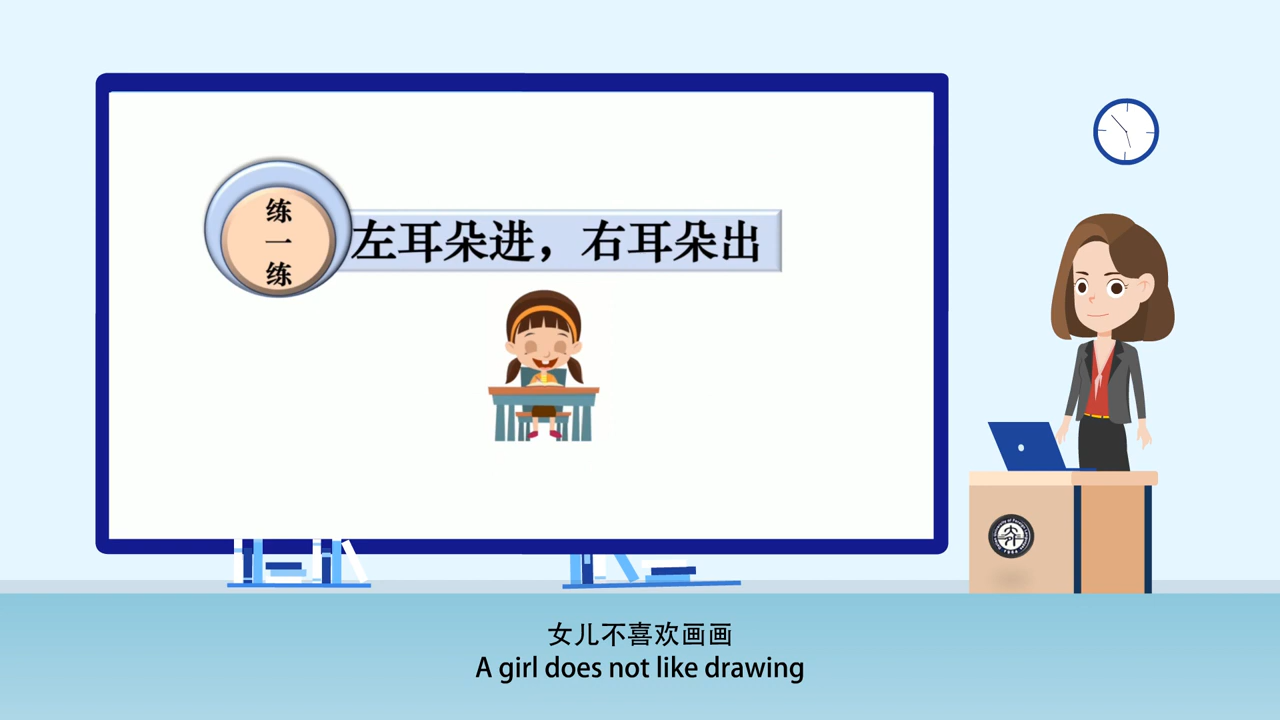 练
一
练
左耳朵进，右耳朵出
女儿不喜欢画画
A girl does not like drawing